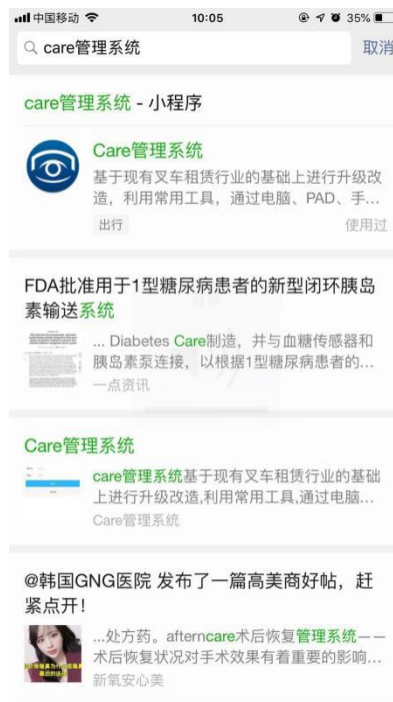 中国移动 10:05 35%
care管理系统 取消
care管理系统 - 小程序
Care管理系统
基于现有叉车租赁行业的基础上进行升级改
造，利用常用工具，通过电脑、PAD、手...
出行 使用过
FDA批准用于1型糖尿病患者的新型闭环胰岛
素输送系统
... Diabetes Care制造，并与血糖传感器和
胰岛素泵连接，以根据1型糖尿病患者的...
一点资讯
Care管理系统
care管理系统基于现有叉车租赁行业的基础
上进行升级改造,利用常用工具,通过电脑...
Care管理系统
@韩国GNG医院 发布了一篇高美商好帖，赶
紧点开！
...处方药。afterncare术后恢复管理系统——
术后恢复状况对手术效果有着重要的影响...
新氧安心美